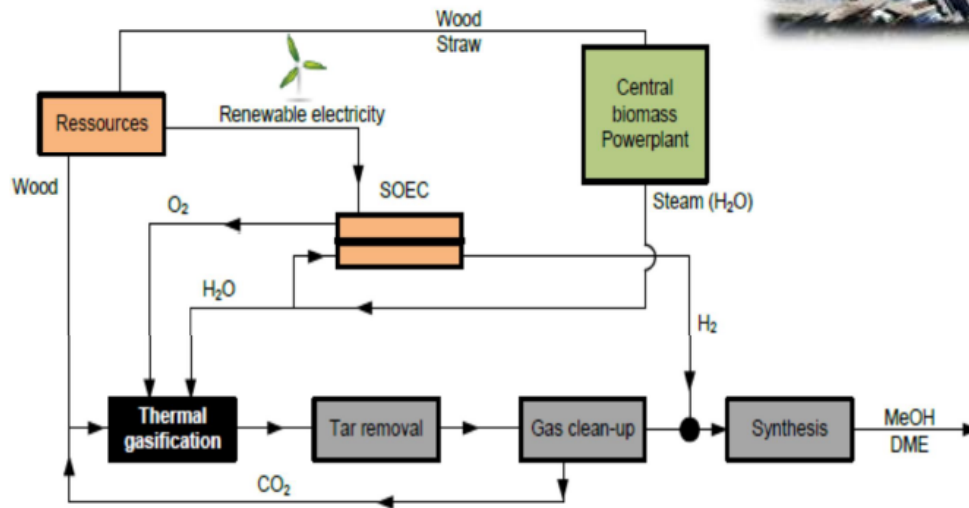 Wood
Straw
Ressources
Renewable electricity
Central
biomass
Powerplant
Wood
SOEC
Steam (H₂O)
O₂
H₂O
H₂
Thermal
gasification
Tar removal
Gas clean-up
Synthesis
MeOH
DME
CO₂